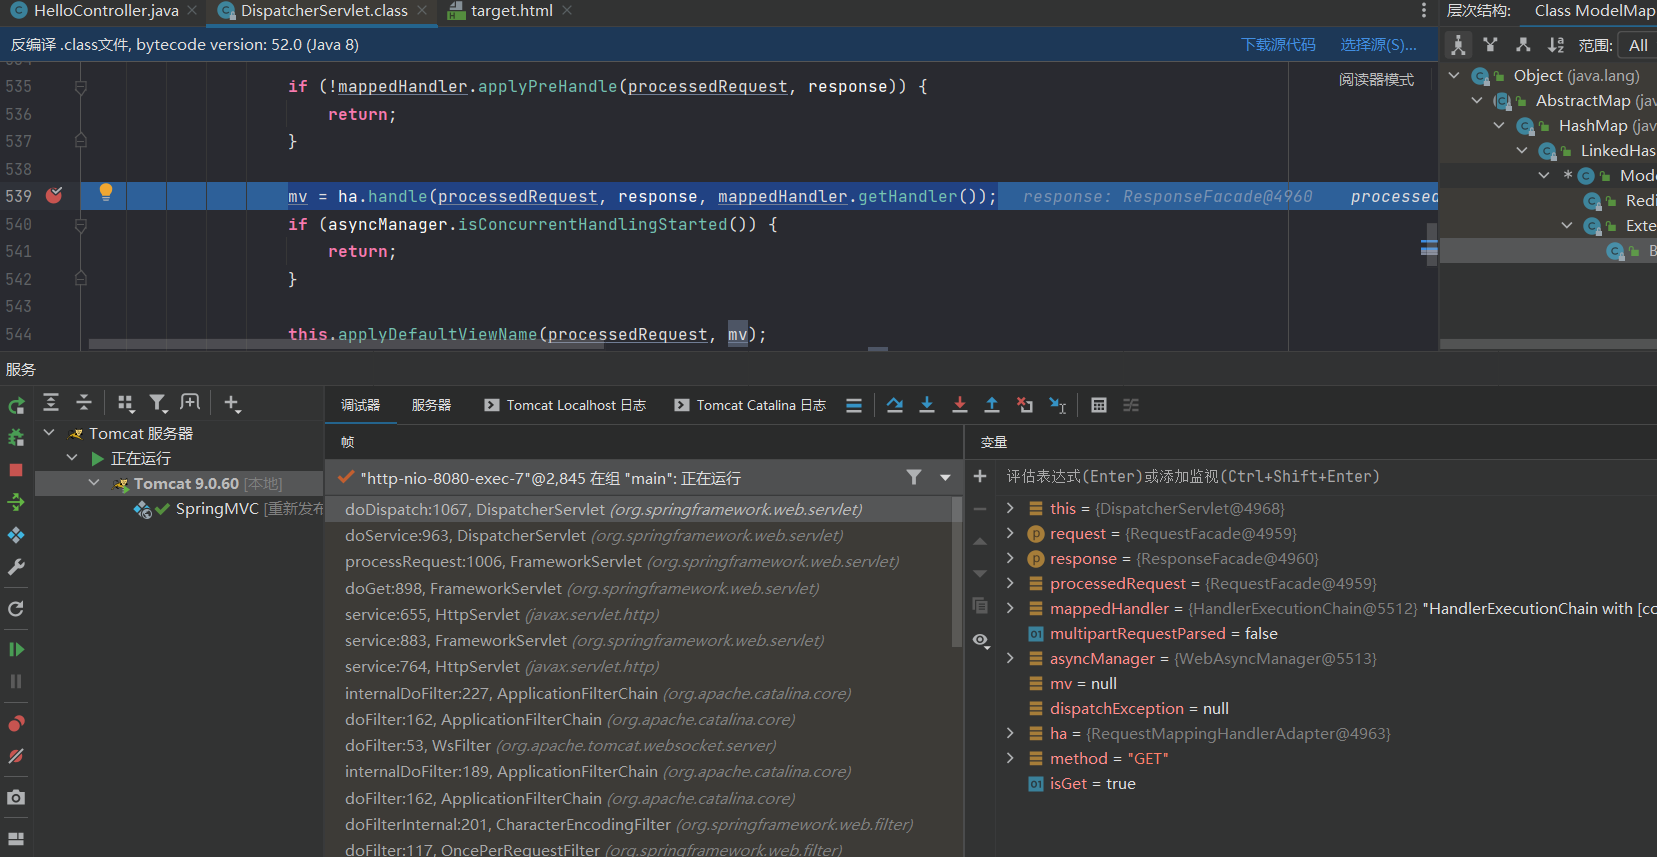 HelloController.java
DispatcherServlet.class
target.html
反编译 .class文件, bytecode version: 52.0 (Java 8)
下载源代码
选择源(S)...
阅读器模式
535 if (!mappedHandler.applyPreHandle(processedRequest, response)) {
536 return;
537 }
538
539 mv = ha.handle(processedRequest, response, mappedHandler.getHandler()); response: ResponseFacade@4960 processed
540 if (asyncManager.isConcurrentHandlingStarted()) {
541 return;
542 }
543
544 this.applyDefaultViewName(processedRequest, mv);
层次结构: Class ModelMap
范围: All
Object (java.lang)
AbstractMap (jav
HashMap (jav
LinkedHas
* Mode
Redi
Exte
B
服务
Tomcat 服务器
正在运行
Tomcat 9.0.60 [本地]
SpringMVC [重新发布
调试器
服务器
Tomcat Localhost 日志
Tomcat Catalina 日志
帧
"http-nio-8080-exec-7"@2,845 在组 "main": 正在运行
doDispatch:1067, DispatcherServlet (org.springframework.web.servlet)
doService:963, DispatcherServlet (org.springframework.web.servlet)
processRequest:1006, FrameworkServlet (org.springframework.web.servlet)
doGet:898, FrameworkServlet (org.springframework.web.servlet)
service:655, HttpServlet (javax.servlet.http)
service:883, FrameworkServlet (org.springframework.web.servlet)
service:764, HttpServlet (javax.servlet.http)
internalDoFilter:227, ApplicationFilterChain (org.apache.catalina.core)
doFilter:162, ApplicationFilterChain (org.apache.catalina.core)
doFilter:53, WsFilter (org.apache.tomcat.websocket.server)
internalDoFilter:189, ApplicationFilterChain (org.apache.catalina.core)
doFilter:162, ApplicationFilterChain (org.apache.catalina.core)
doFilterInternal:201, CharacterEncodingFilter (org.springframework.web.filter)
doFilter:117, OncePerRequestFilter (org.springframework.web.filter)
变量
评估表达式(Enter)或添加监视(Ctrl+Shift+Enter)
this = {DispatcherServlet@4968}
request = {RequestFacade@4959}
response = {ResponseFacade@4960}
processedRequest = {RequestFacade@4959}
mappedHandler = {HandlerExecutionChain@5512} "HandlerExecutionChain with [co
multipartRequestParsed = false
asyncManager = {WebAsyncManager@5513}
mv = null
dispatchException = null
ha = {RequestMappingHandlerAdapter@4963}
method = "GET"
isGet = true